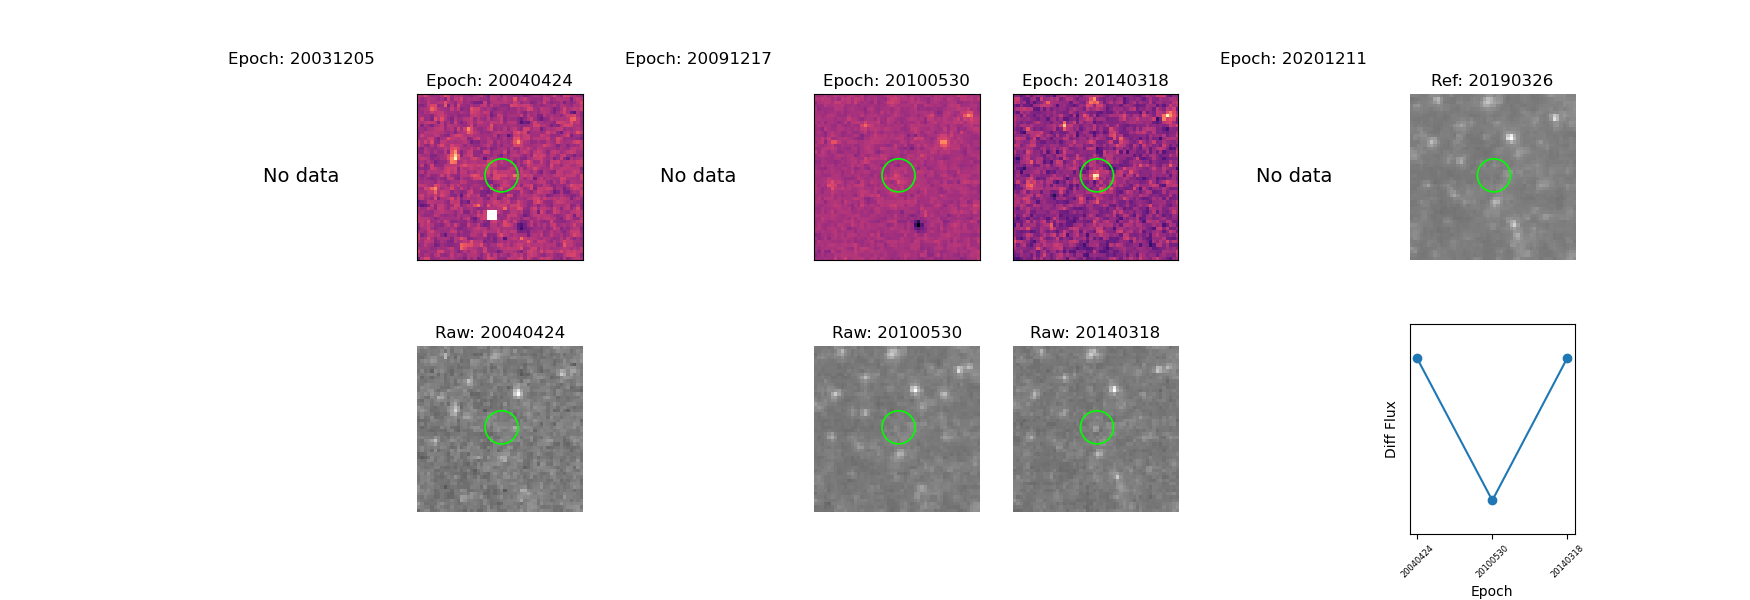 Epoch: 20031205
Epoch: 20040424
Epoch: 20091217
Epoch: 20100530
Epoch: 20140318
Epoch: 20201211
Ref: 20190326
No data
No data
No data
Raw: 20040424
Raw: 20100530
Raw: 20140318
Diff Flux
20040424
20100530
20140318
Epoch